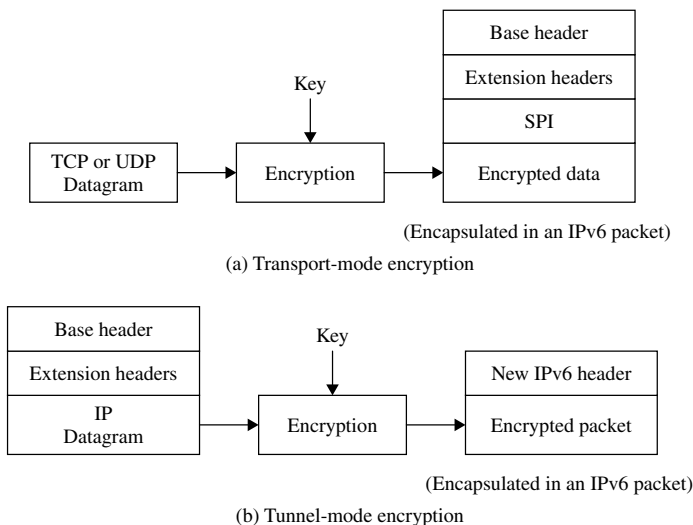 Base header
Extension headers
Key
SPI
TCP or UDP
Datagram
Encryption
Encrypted data
(Encapsulated in an IPv6 packet)
(a) Transport-mode encryption
Base header
Extension headers
IP
Datagram
Key
Encryption
New IPv6 header
Encrypted packet
(Encapsulated in an IPv6 packet)
(b) Tunnel-mode encryption